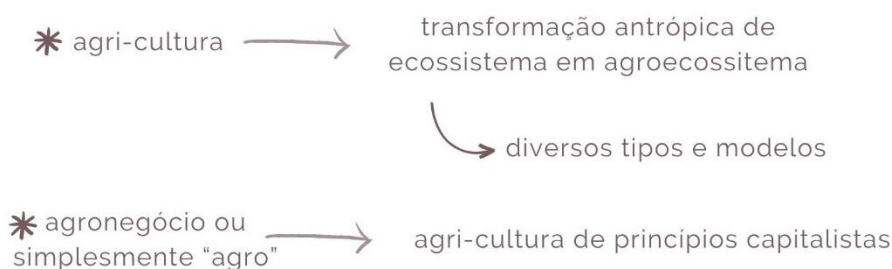 * agri-cultura
transformação antrópica de
ecossistema em agroecossitema
diversos tipos e modelos
* agronegócio ou
simplesmente “agro”
agri-cultura de princípios capitalistas